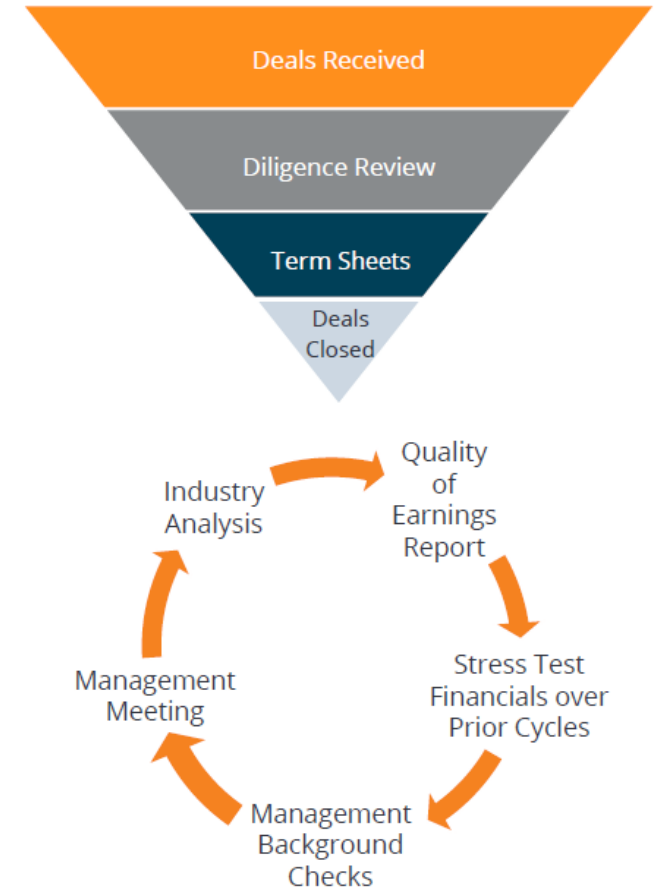 Deals Received
Diligence Review
Term Sheets
Deals
Closed
Quality
of
Earnings
Report
Industry
Analysis
Stress Test
Financials over
Prior Cycles
Management
Meeting
Management
Background
Checks